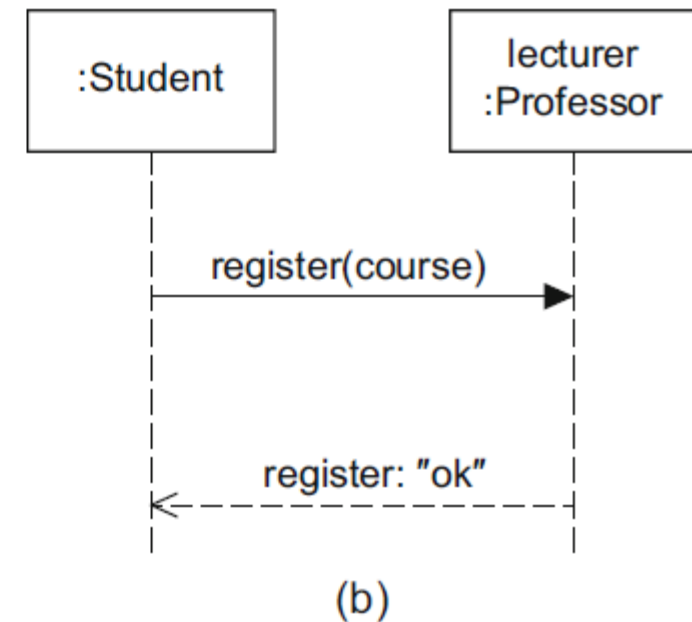 :Student
lecturer
:Professor
register(course)
register: "ok"
(b)